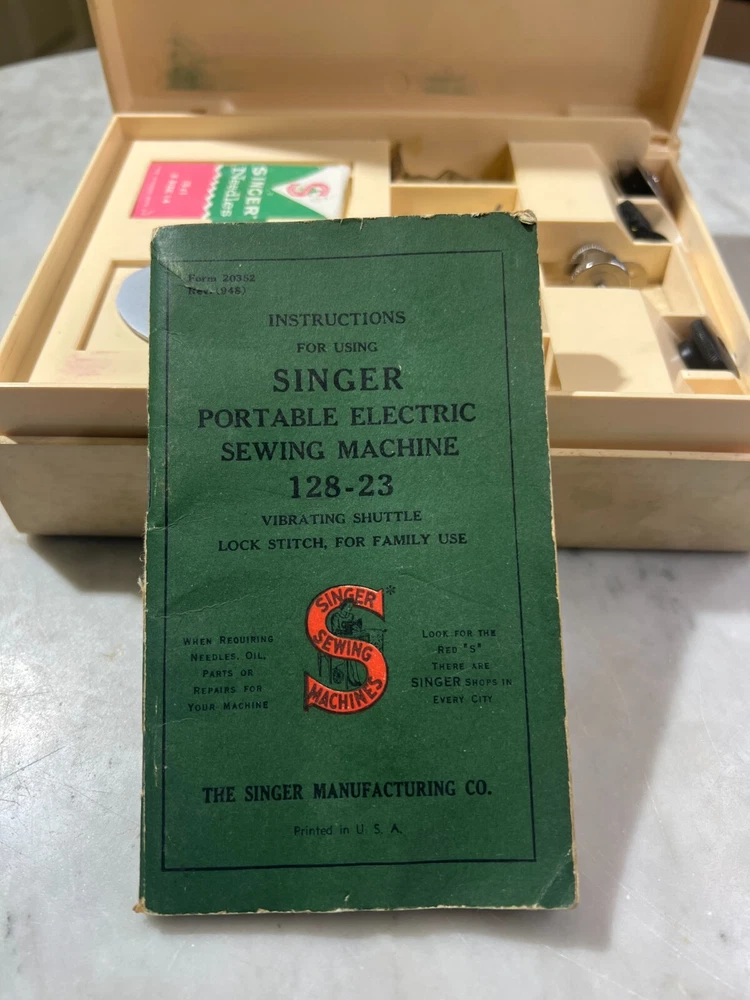 SINGER
Needles
S
Form 20352
Rev. (948)
INSTRUCTIONS
FOR USING
SINGER
PORTABLE ELECTRIC
SEWING MACHINE
128-23
VIBRATING SHUTTLE
LOCK STITCH, FOR FAMILY USE
WHEN REQUIRING
NEEDLES, OIL,
PARTS OR
REPAIRS FOR
YOUR MACHINE
SINGER
SEWING
MACHINES
*
LOOK FOR THE
RED "S"
THERE ARE
SINGER SHOPS IN
EVERY CITY
THE SINGER MANUFACTURING CO.
Printed in U. S. A.